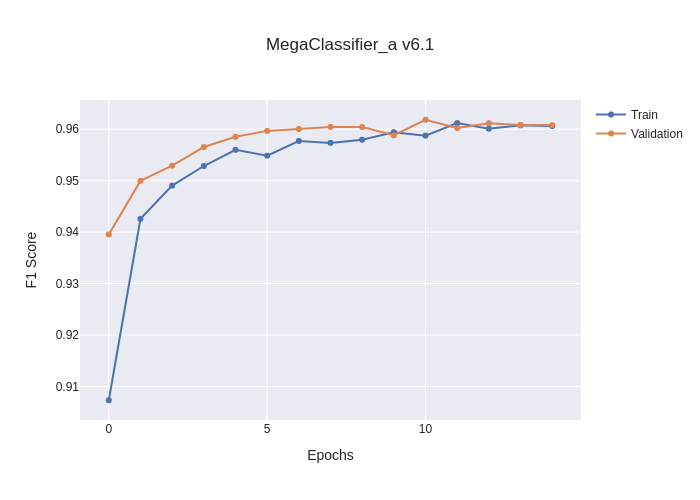 MegaClassifier_a v6.1
Train
Validation
F1 Score
0.96
0.95
0.94
0.93
0.92
0.91
0
5
10
Epochs